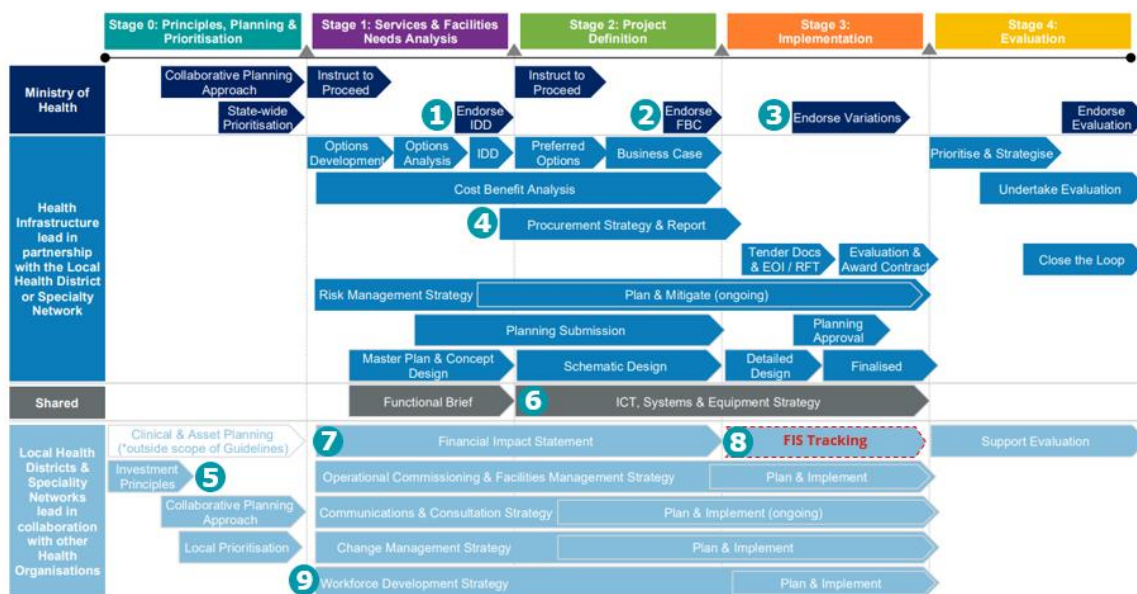 Stage 0: Principles, Planning &
Prioritisation
Stage 1: Services & Facilities
Needs Analysis
Stage 2: Project
Definition
Stage 3:
Implementation
Stage 4:
Evaluation
Ministry of
Health
Collaborative Planning
Approach
Instruct to
Proceed
Instruct to
Proceed
State-wide
Prioritisation
1
Endorse
IDD
2
Endorse
FBC
3
Endorse Variations
Endorse
Evaluation
Health
Infrastructure
lead in
partnership
with the Local
Health District
or Specialty
Network
Options
Development
Options
Analysis
IDD
Preferred
Options
Business Case
Prioritise & Strategise
Cost Benefit Analysis
Undertake Evaluation
4
Procurement Strategy & Report
Tender Docs
& EOI / RFT
Evaluation &
Award Contract
Close the Loop
Risk Management Strategy
Plan & Mitigate (ongoing)
Planning Submission
Planning
Approval
Master Plan & Concept
Design
Schematic Design
Detailed
Design
Finalised
Shared
Functional Brief
6
ICT, Systems & Equipment Strategy
Local Health
Districts &
Speciality
Networks
lead in
collaboration
with other
Health
Organisations
Clinical & Asset Planning
(*outside scope of Guidelines)
7
Financial Impact Statement
8
FIS Tracking
Support Evaluation
Investment
Principles
5
Operational Commissioning & Facilities Management Strategy
Plan & Implement
Collaborative Planning
Approach
Communications & Consultation Strategy
Plan & Implement (ongoing)
Local Prioritisation
Change Management Strategy
Plan & Implement
9
Workforce Development Strategy
Plan & Implement